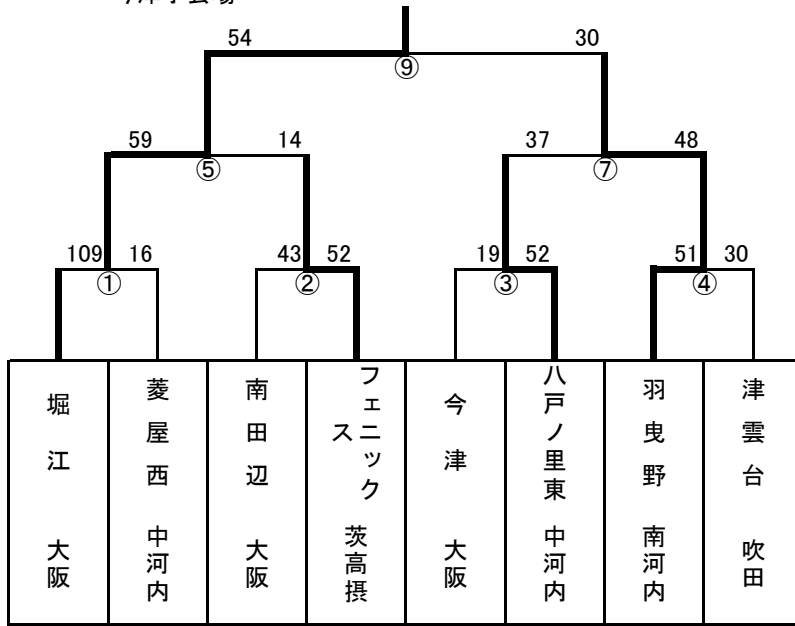 54 30
⑨
59 14 37 48
⑤ ⑦
109 16 43 52 19 52 51 30
① ② ③ ④
堀江 大阪
菱屋西 中河内
南田辺 大阪
フェニックス 茨高摂
今津 大阪
八戸ノ里東 中河内
羽曳野 南河内
津雲台 吹田